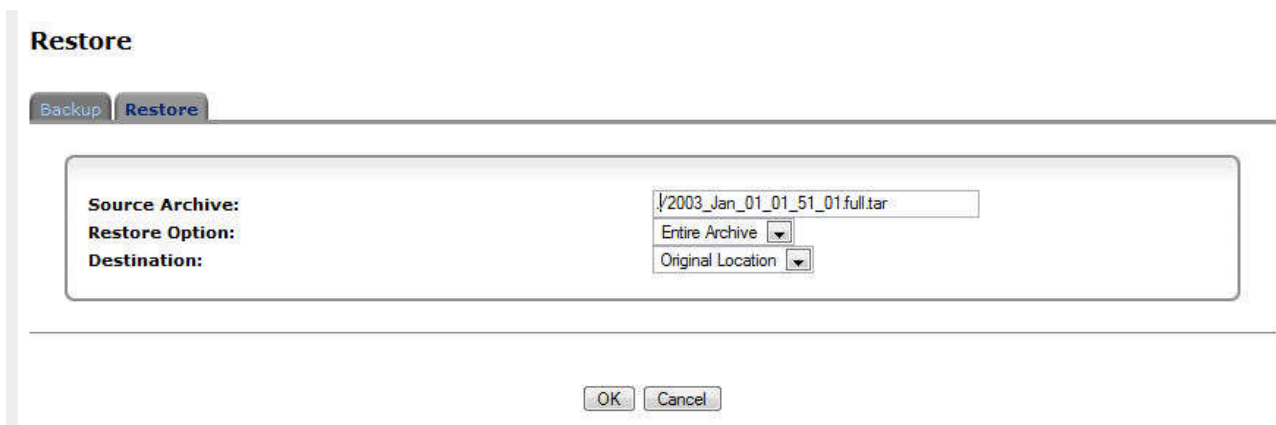 Restore
Backup Restore
Source Archive: ./2003_Jan_01_01_51_01.full.tar
Restore Option: Entire Archive
Destination: Original Location
OK Cancel